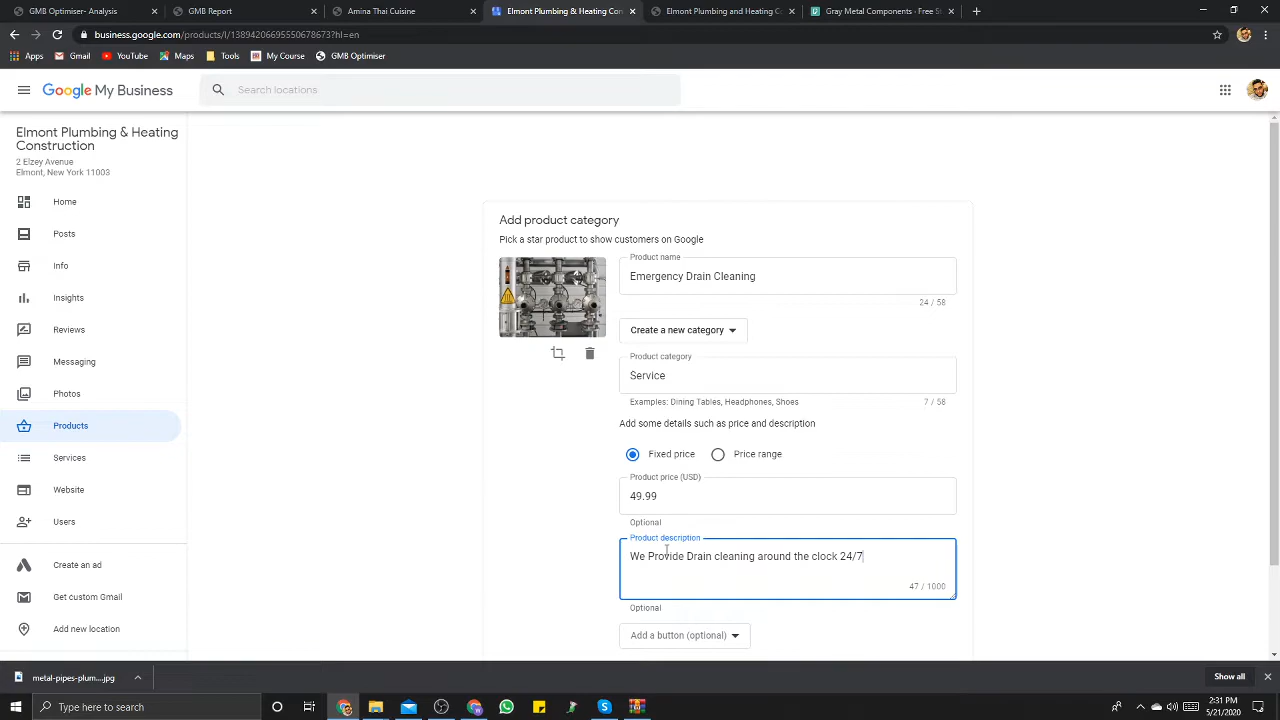 GMB Optimiser - Analysis
GMB Report
Amina Thai Cuisine
Elmont Plumbing & Heating Con
Elmont Plumbing and Heating Co
Gray Metal Components - Free St
business.google.com/products/l/13894206695550678673?hl=en
Apps
Gmail
YouTube
Maps
Tools
My Course
GMB Optimiser
Google My Business
Search locations
Elmont Plumbing & Heating
Construction
2 Elzey Avenue
Elmont, New York 11003
Home
Posts
Info
Insights
Reviews
Messaging
Photos
Products
Services
Website
Users
Create an ad
Get custom Gmail
Add new location
Add product category
Pick a star product to show customers on Google
Product name
Emergency Drain Cleaning
24 / 58
Create a new category
Product category
Service
Examples: Dining Tables, Headphones, Shoes
7 / 58
Add some details such as price and description
Fixed price
Price range
Product price (USD)
49.99
Optional
Product description
We Provide Drain cleaning around the clock 24/7
47 / 1000
Optional
Add a button (optional)
metal-pipes-plum....jpg
Show all
Type here to search
2:31 PM
5/21/2020